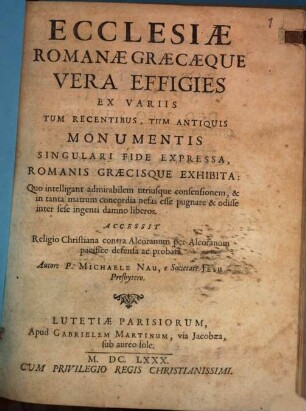 ECCLESIÆ
ROMANÆ GRÆCÆQUE
VERA EFFIGIES
EX VARIIS
TUM RECENTIBUS, TUM ANTIQUIS
MONUMENTIS
SINGULARI FIDE EXPRESSA,
ROMANIS GRÆCISQUE EXHIBITA:
Quo intelligant admirabilem utriusque consensionem, &
in tanta matrum concordia nefas esse pugnare & odisse
inter sese ingenti damno liberos.
ACCESSIT
Religio Christiana contra Alcoranum per Alcoranum
pacifice defensa ac probata.
Autore P. MICHAELE NAU, e Societate JESU
Presbytero.
LUTETIÆ PARISIORUM,
Apud GABRIELEM MARTINUM, via Jacobæa,
sub aureo sole.
M. DC. LXXX.
CUM PRIVILEGIO REGIS CHRISTIANISSIMI.